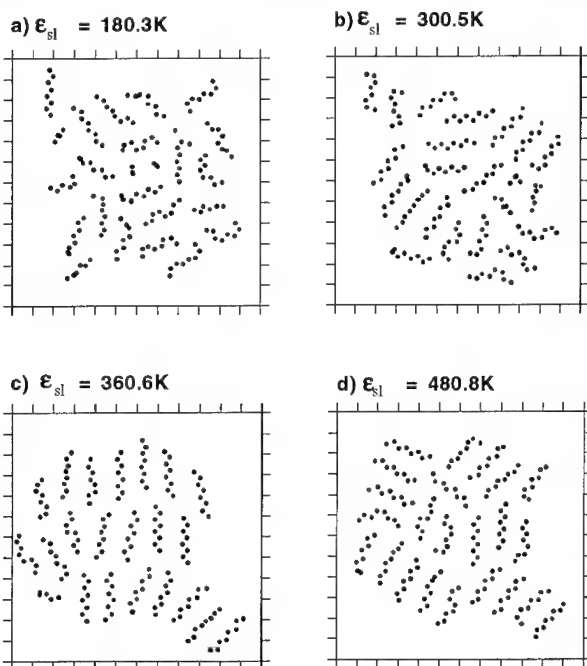 a) ε_sl = 180.3K
b) ε_sl = 300.5K
c) ε_sl = 360.6K
d) ε_sl = 480.8K